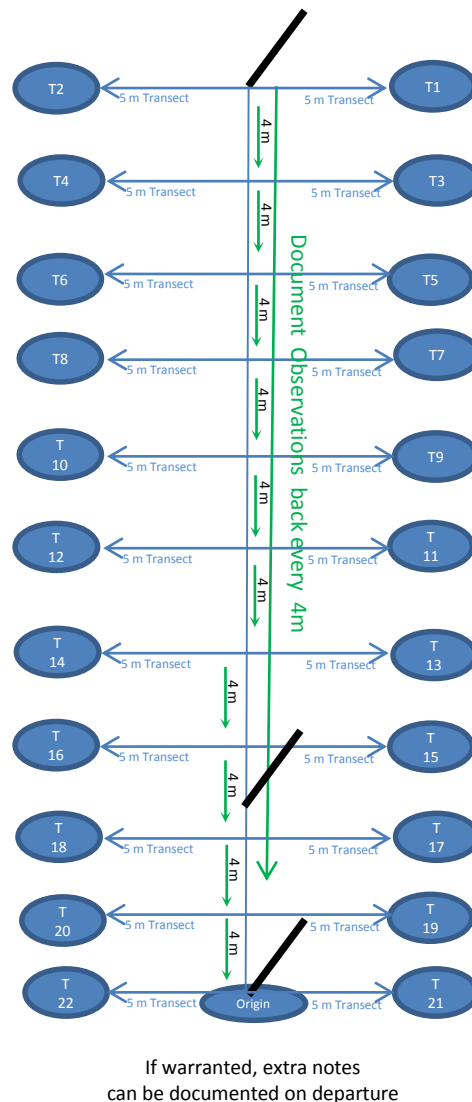 T2
T1
5 m Transect
5 m Transect
4 m
T4
T3
5 m Transect
5 m Transect
4 m
Document Observations back every 4m
T6
T5
5 m Transect
5 m Transect
4 m
T8
T7
5 m Transect
5 m Transect
4 m
T
10
T9
5 m Transect
5 m Transect
4 m
T
12
T
11
5 m Transect
5 m Transect
4 m
T
14
T
13
5 m Transect
5 m Transect
4 m
T
16
T
15
5 m Transect
5 m Transect
4 m
T
18
T
17
5 m Transect
5 m Transect
4 m
T
20
T
19
5 m Transect
5 m Transect
4 m
T
22
Origin
T
21
5 m Transect
5 m Transect
If warranted, extra notes
can be documented on departure